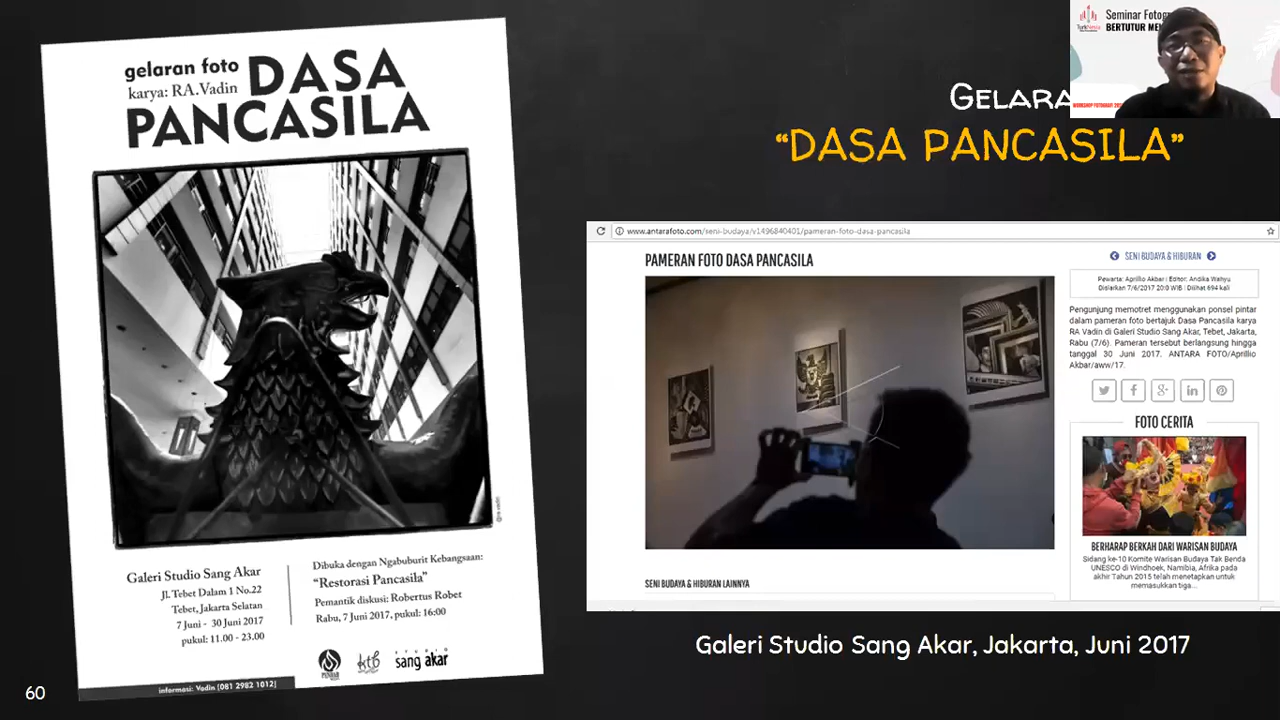 gelaran foto DASA
karya: RA.Vadin
PANCASILA
@ra vadin
Galeri Studio Sang Akar
Jl. Tebet Dalam 1 No.22
Tebet, Jakarta Selatan
7 Juni - 30 Juni 2017
pukul: 11.00 - 23.00
Dibuka dengan Ngabuburit Kebangsaan:
“Restorasi Pancasila”
Pemantik diskusi: Robertus Robet
Rabu, 7 Juni 2017, pukul: 16:00
ktb
STUDIO
sang akar
informasi: Vadin [081 2982 1012]
60
Seminar Fotog
BERTUTUR ME
WORKSHOP FOTOGRAFI
GELARA
“DASA PANCASILA”
www.antarafoto.com/seni-budaya/v1496840401/pameran-foto-dasa-pancasila
PAMERAN FOTO DASA PANCASILA
SENI BUDAYA & HIBURAN
Pewarta: Aprillio Akbar | Editor: Andika Wahyu
Disiarkan 7/6/2017 20:0 WIB | Dilihat 694 kali
Pengunjung memotret menggunakan ponsel pintar
dalam pameran foto bertajuk Dasa Pancasila karya
RA Vadin di Galeri Studio Sang Akar, Tebet, Jakarta,
Rabu (7/6). Pameran tersebut berlangsung hingga
tanggal 30 Juni 2017. ANTARA FOTO/Aprillio
Akbar/aww/17.
FOTO CERITA
BERHARAP BERKAH DARI WARISAN BUDAYA
Sidang ke-10 Komite Warisan Budaya Tak Benda
UNESCO di Windhoek, Namibia, Afrika pada
akhir Tahun 2015 telah menetapkan untuk
memasukkan tiga...
SENI BUDAYA & HIBURAN LAINNYA
Galeri Studio Sang Akar, Jakarta, Juni 2017